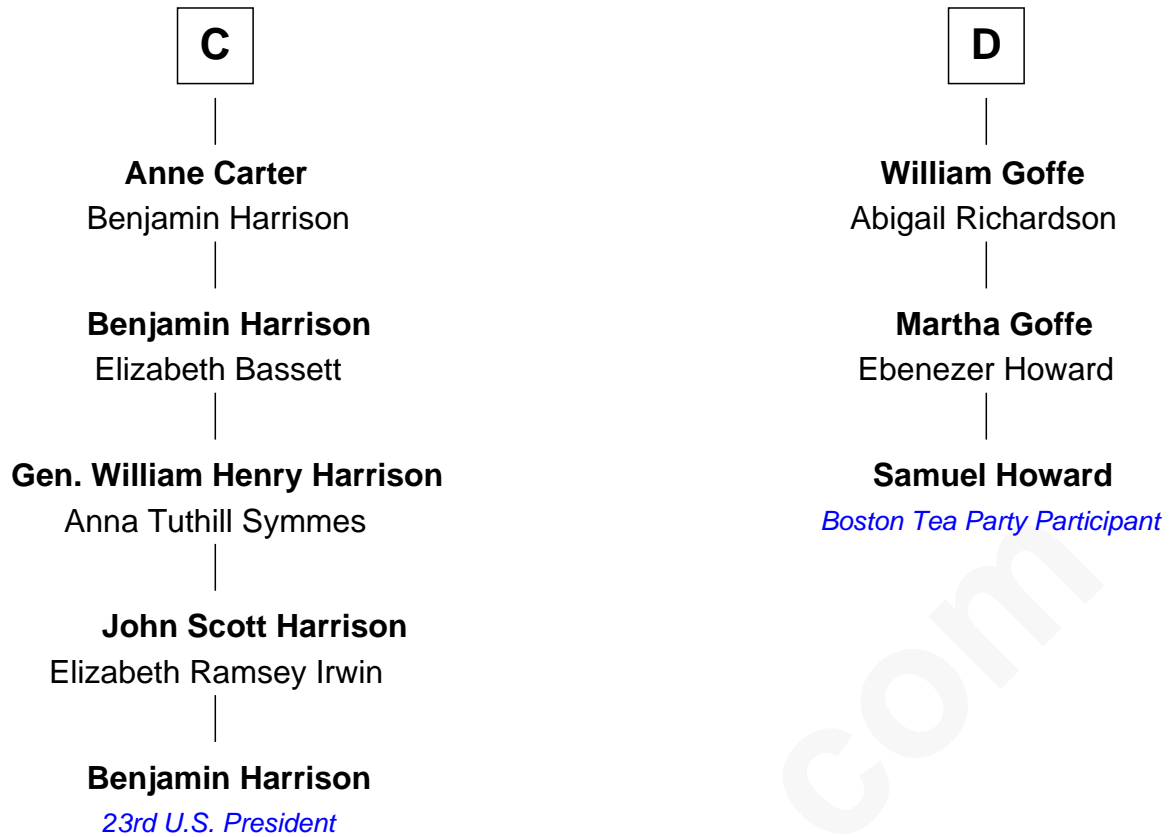 C
Anne Carter
Benjamin Harrison
Benjamin Harrison
Elizabeth Bassett
Gen. William Henry Harrison
Anna Tuthill Symmes
John Scott Harrison
Elizabeth Ramsey Irwin
Benjamin Harrison
23rd U.S. President
D
William Goffe
Abigail Richardson
Martha Goffe
Ebenezer Howard
Samuel Howard
Boston Tea Party Participant
com